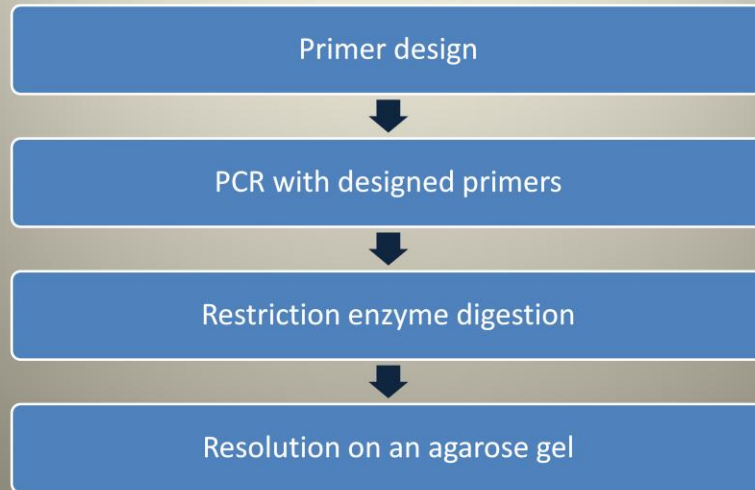 Primer design
PCR with designed primers
Restriction enzyme digestion
Resolution on an agarose gel